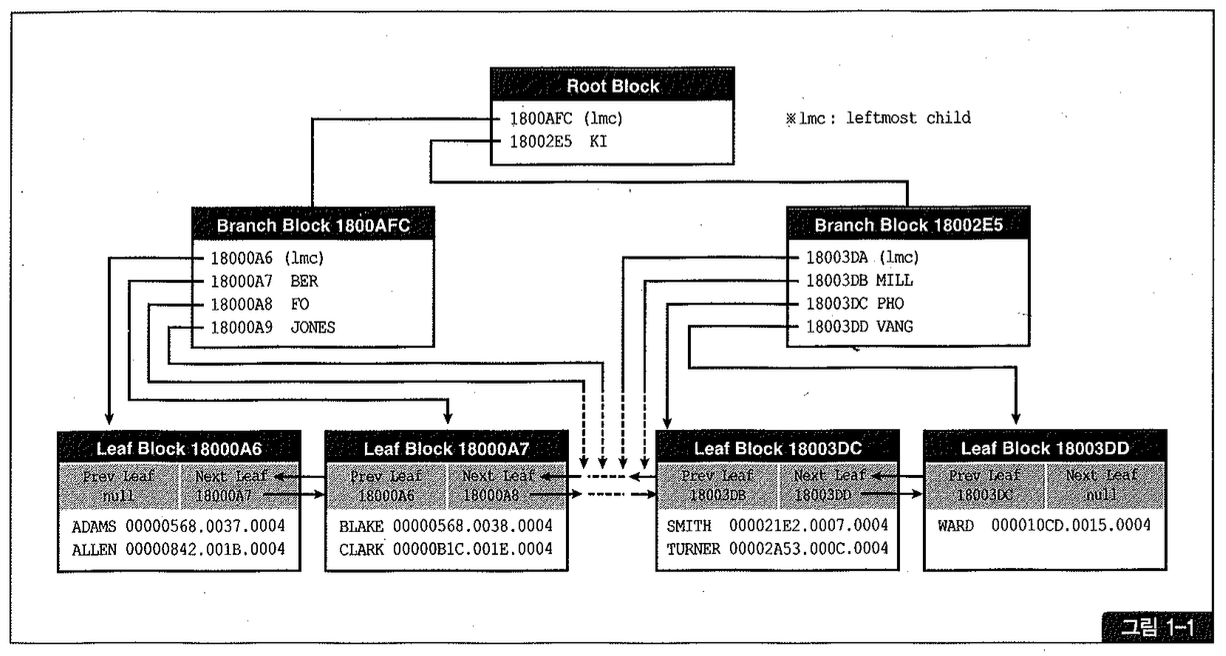 Root Block
1800AFC (lmc)
18002E5 KI
※lmc : leftmost child
Branch Block 1800AFC
18000A6 (lmc)
18000A7 BER
18000A8 FO
18000A9 JONES
Branch Block 18002E5
18003DA (lmc)
18003DB MILL
18003DC PHO
18003DD VANG
Leaf Block 18000A6
Prev Leaf Next Leaf
null 18000A7
ADAMS 00000568.0037.0004
ALLEN 00000842.001B.0004
Leaf Block 18000A7
Prev Leaf Next Leaf
18000A6 18000A8
BLAKE 00000568.0038.0004
CLARK 00000B1C.001E.0004
Leaf Block 18003DC
Prev Leaf Next Leaf
18003DB 18003DD
SMITH 000021E2.0007.0004
TURNER 00002A53.000C.0004
Leaf Block 18003DD
Prev Leaf Next Leaf
18003DC null
WARD 000010CD.0015.0004
그림 1-1